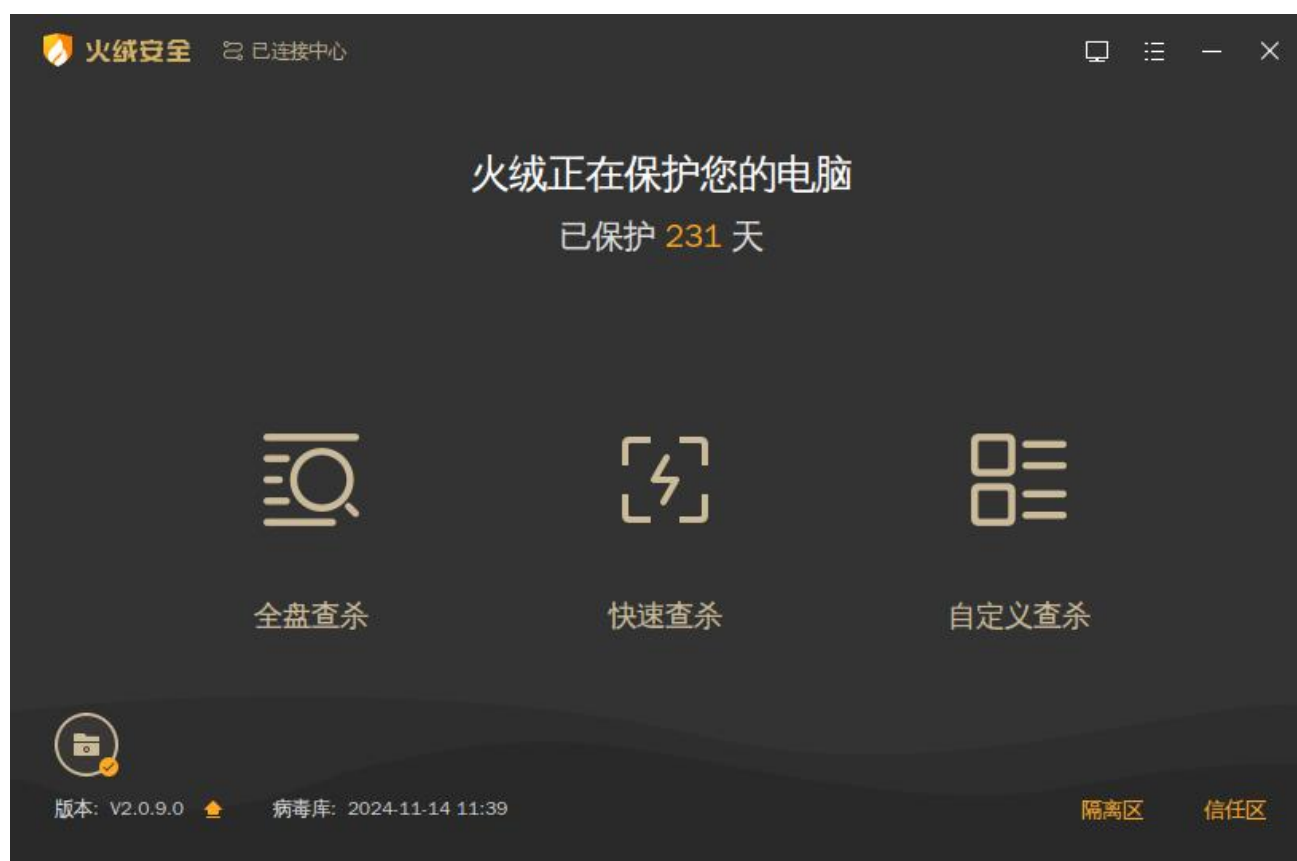 火绒安全 已连接中心
火绒正在保护您的电脑
已保护 231 天
全盘查杀 快速查杀 自定义查杀
版本: V2.0.9.0 病毒库: 2024-11-14 11:39 隔离区 信任区